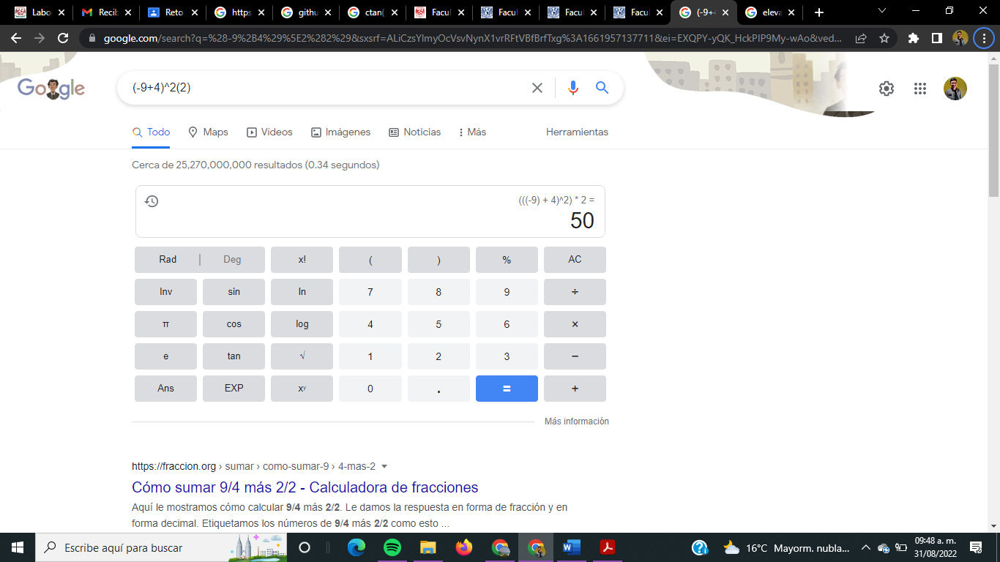 Labor
Recib
Reto
https
githu
ctan(
Facul
Facul
Facul
Facul
(-9+4
eleva
google.com/search?q=%28-9%2B4%29%5E2%282%29&sxsrf=ALiCzsYImyOcVsvNynX1vrRFtVBfBrfTxg%3A1661957137711&ei=EXQPY-yQK_HckPIP9My-wAo&ved...
Google
(-9+4)^2(2)
Todo
Maps
Vídeos
Imágenes
Noticias
Más
Herramientas
Cerca de 25,270,000,000 resultados (0.34 segundos)
(((-9) + 4)^2) * 2 =
50
Rad | Deg x! ( ) % AC
Inv sin ln 7 8 9 ÷
π cos log 4 5 6 ×
e tan √ 1 2 3 −
Ans EXP xʸ 0 . = +
Más información
https://fraccion.org › sumar › como-sumar-9 › 4-mas-2
Cómo sumar 9/4 más 2/2 - Calculadora de fracciones
Aquí le mostramos cómo calcular 9/4 más 2/2. Le damos la respuesta en forma de fracción y en
forma decimal. Etiquetamos los números de 9/4 más 2/2 como esto ...
Escribe aquí para buscar
16°C Mayorm. nubla...
09:48 a. m.
31/08/2022